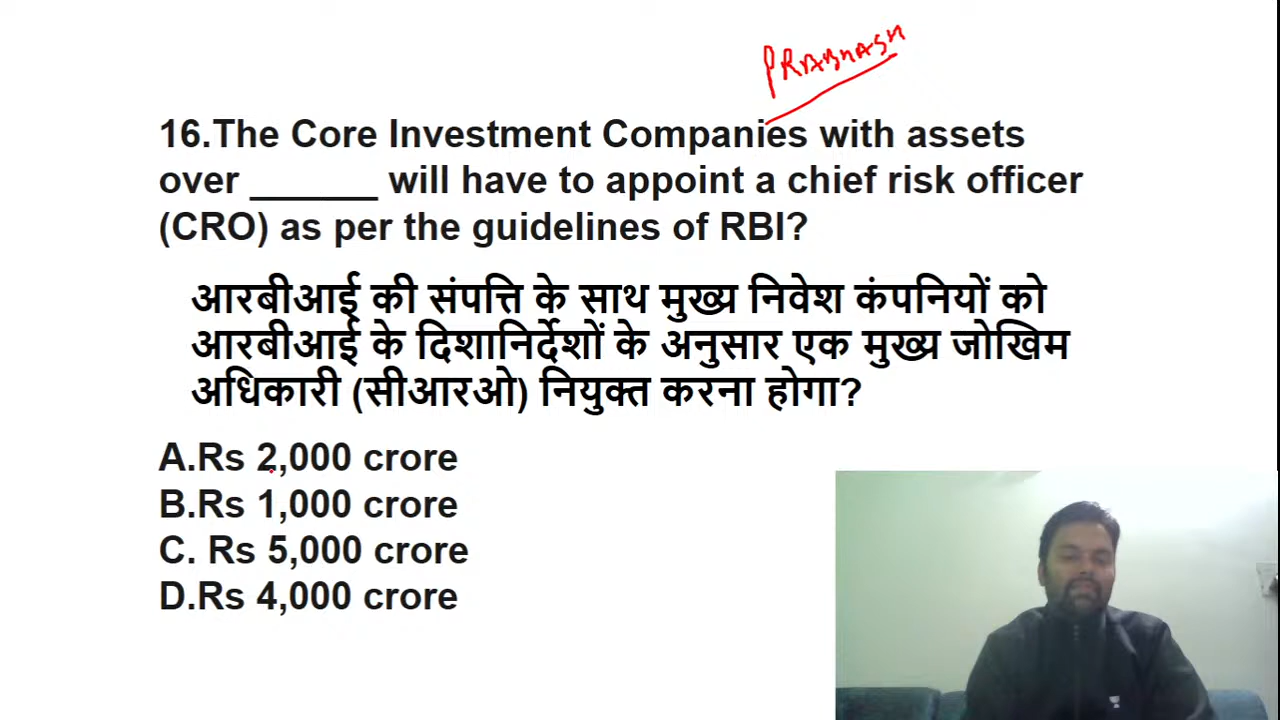 PRABHASH
16.The Core Investment Companies with assets
over ______ will have to appoint a chief risk officer
(CRO) as per the guidelines of RBI?
आरबीआई की संपत्ति के साथ मुख्य निवेश कंपनियों को
आरबीआई के दिशानिर्देशों के अनुसार एक मुख्य जोखिम
अधिकारी (सीआरओ) नियुक्त करना होगा?
A.Rs 2,000 crore
B.Rs 1,000 crore
C. Rs 5,000 crore
D.Rs 4,000 crore